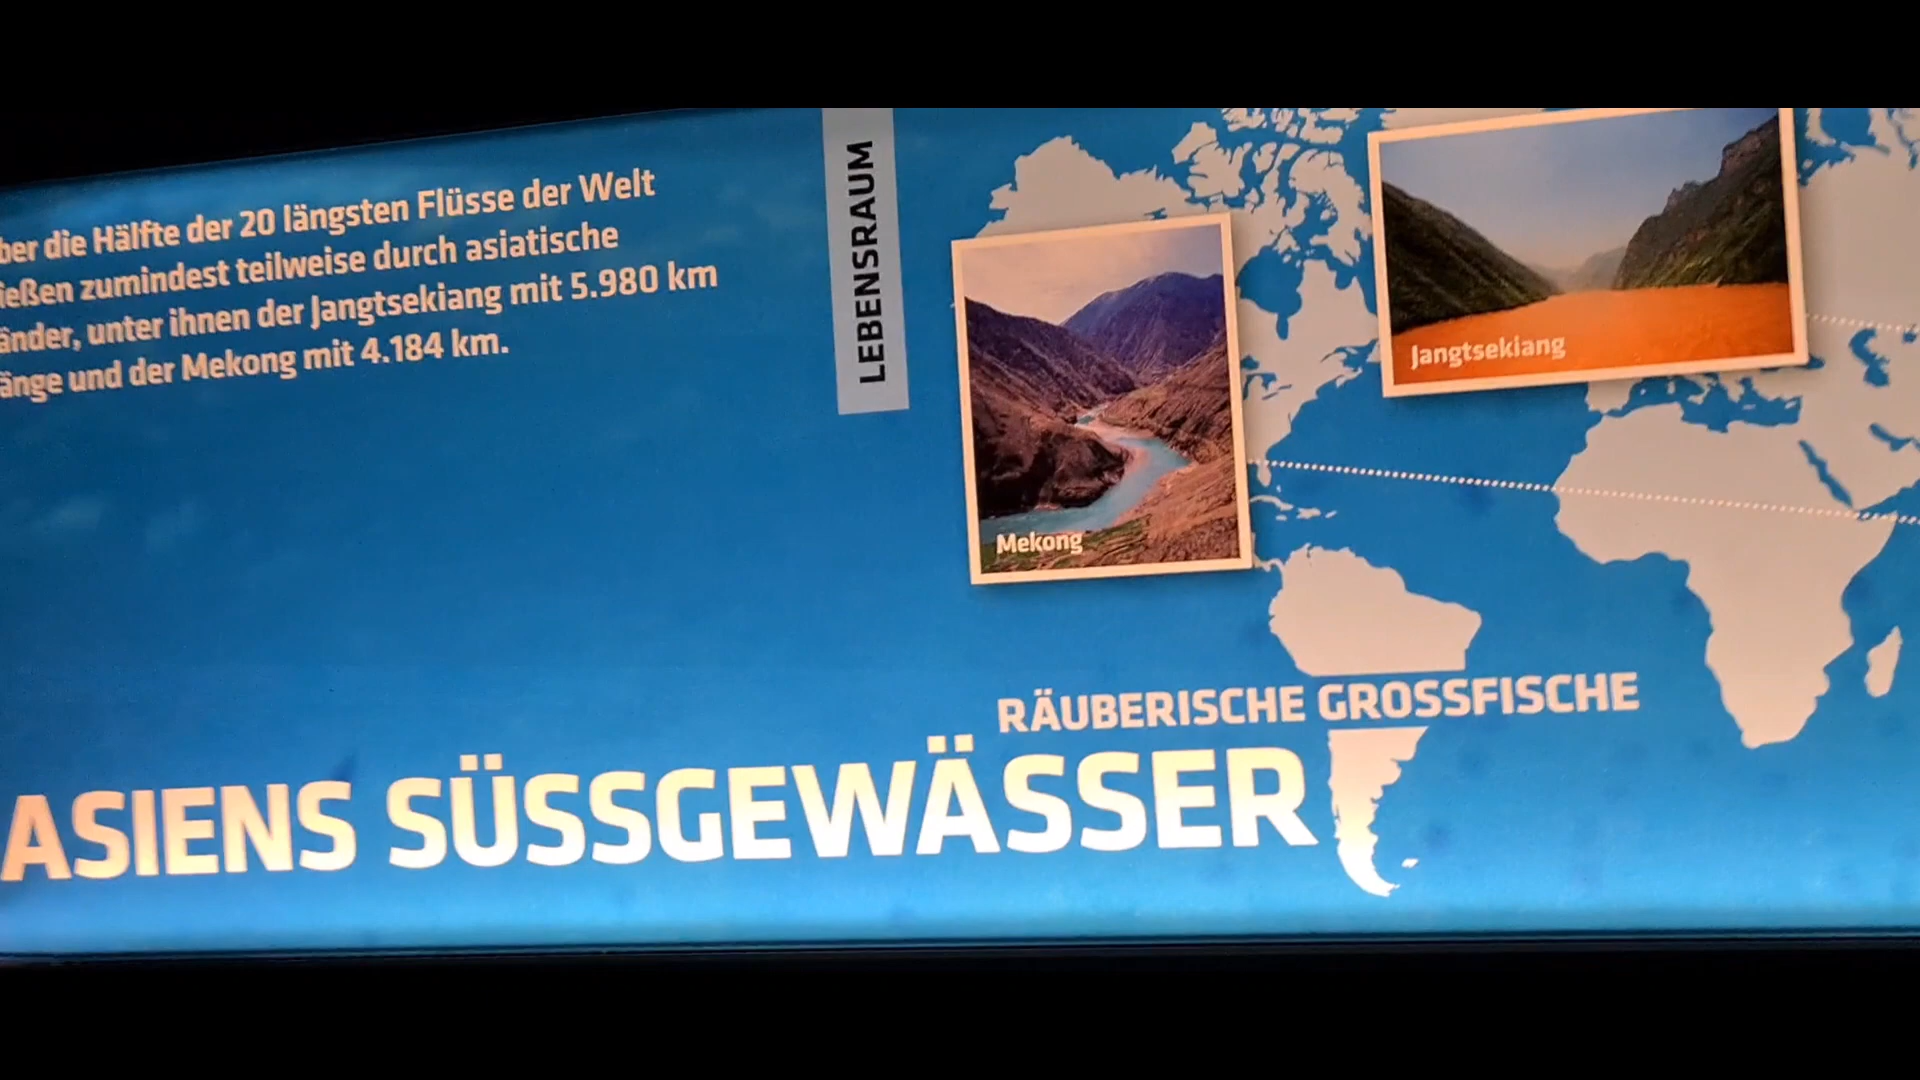 ber die Hälfte der 20 längsten Flüsse der Welt
ießen zumindest teilweise durch asiatische
änder, unter ihnen der Jangtsekiang mit 5.980 km
änge und der Mekong mit 4.184 km.
LEBENSRAUM
Jangtsekiang
Mekong
RÄUBERISCHE GROSSFISCHE
ASIENS SÜSSGEWÄSSER